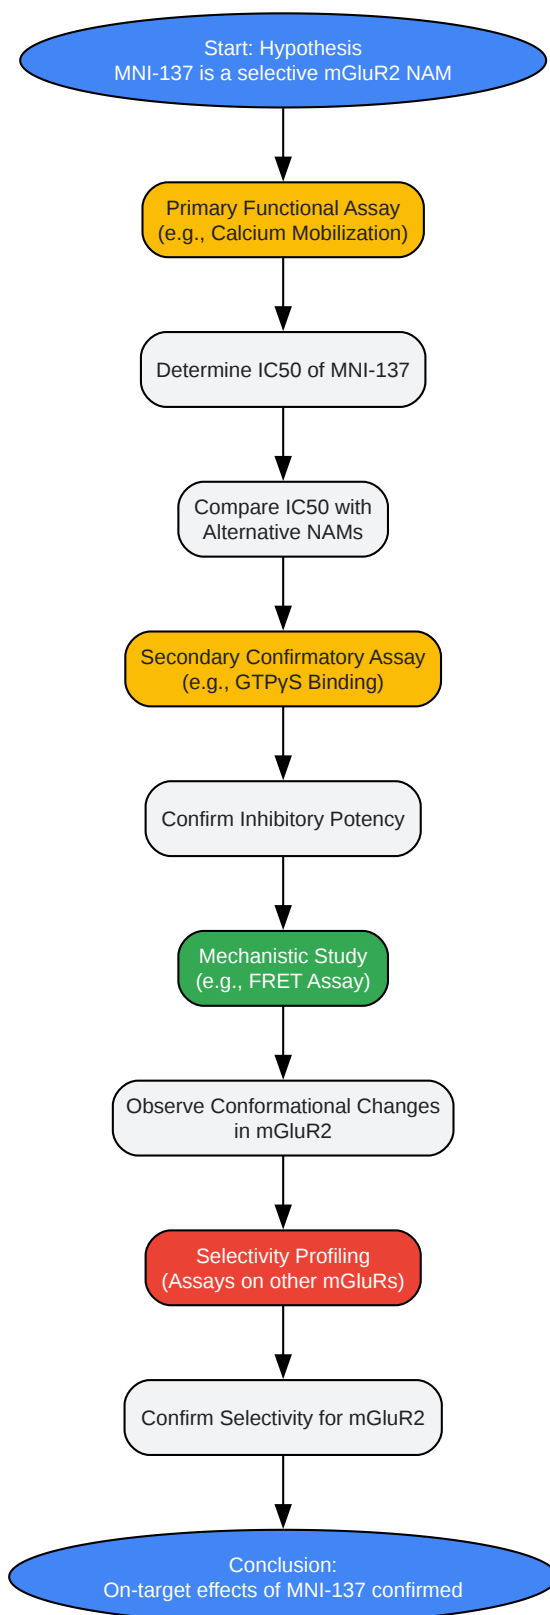 Start: Hypothesis
MNI-137 is a selective mGluR2 NAM
Primary Functional Assay
(e.g., Calcium Mobilization)
Determine IC50 of MNI-137
Compare IC50 with
Alternative NAMs
Secondary Confirmatory Assay
(e.g., GTPγS Binding)
Confirm Inhibitory Potency
Mechanistic Study
(e.g., FRET Assay)
Observe Conformational Changes
in mGluR2
Selectivity Profiling
(Assays on other mGluRs)
Confirm Selectivity for mGluR2
Conclusion:
On-target effects of MNI-137 confirmed